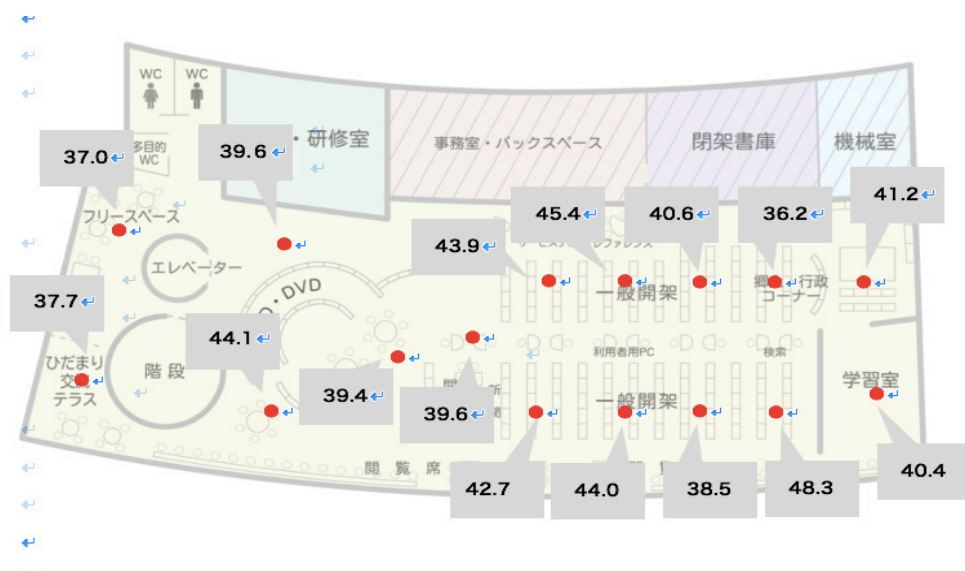 WC
WC
37.0
多目的
WC
39.6
・研修室
事務室・バックスペース
閉架書庫
機械室
フリースペース
43.9
45.4
40.6
36.2
41.2
エレベーター
・DVD
一般開架
行政
コーナー
37.7
44.1
ひだまり
テラス
階段
39.4
39.6
利用者用PC
検索
一般開架
学習室
閲覧席
42.7
44.0
38.5
48.3
40.4